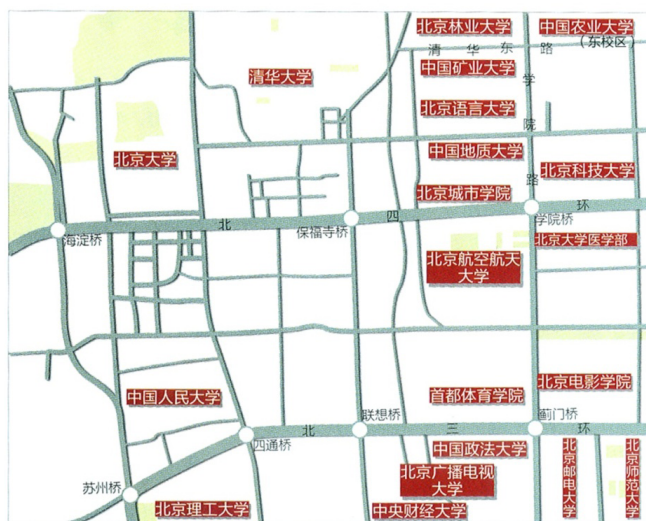 北京林业大学
中国农业大学
(东校区)
清华东路
清华大学
中国矿业大学
学院路
北京语言大学
北京大学
中国地质大学
北京科技大学
北京城市学院
北四环
海淀桥
保福寺桥
学院桥
北京大学医学部
北京航空航天
大学
中国人民大学
首都体育学院
北京电影学院
联想桥
蓟门桥
北三环
四通桥
中国政法大学
北京邮电大学
北京师范大学
北京广播电视
大学
苏州桥
北京理工大学
中央财经大学